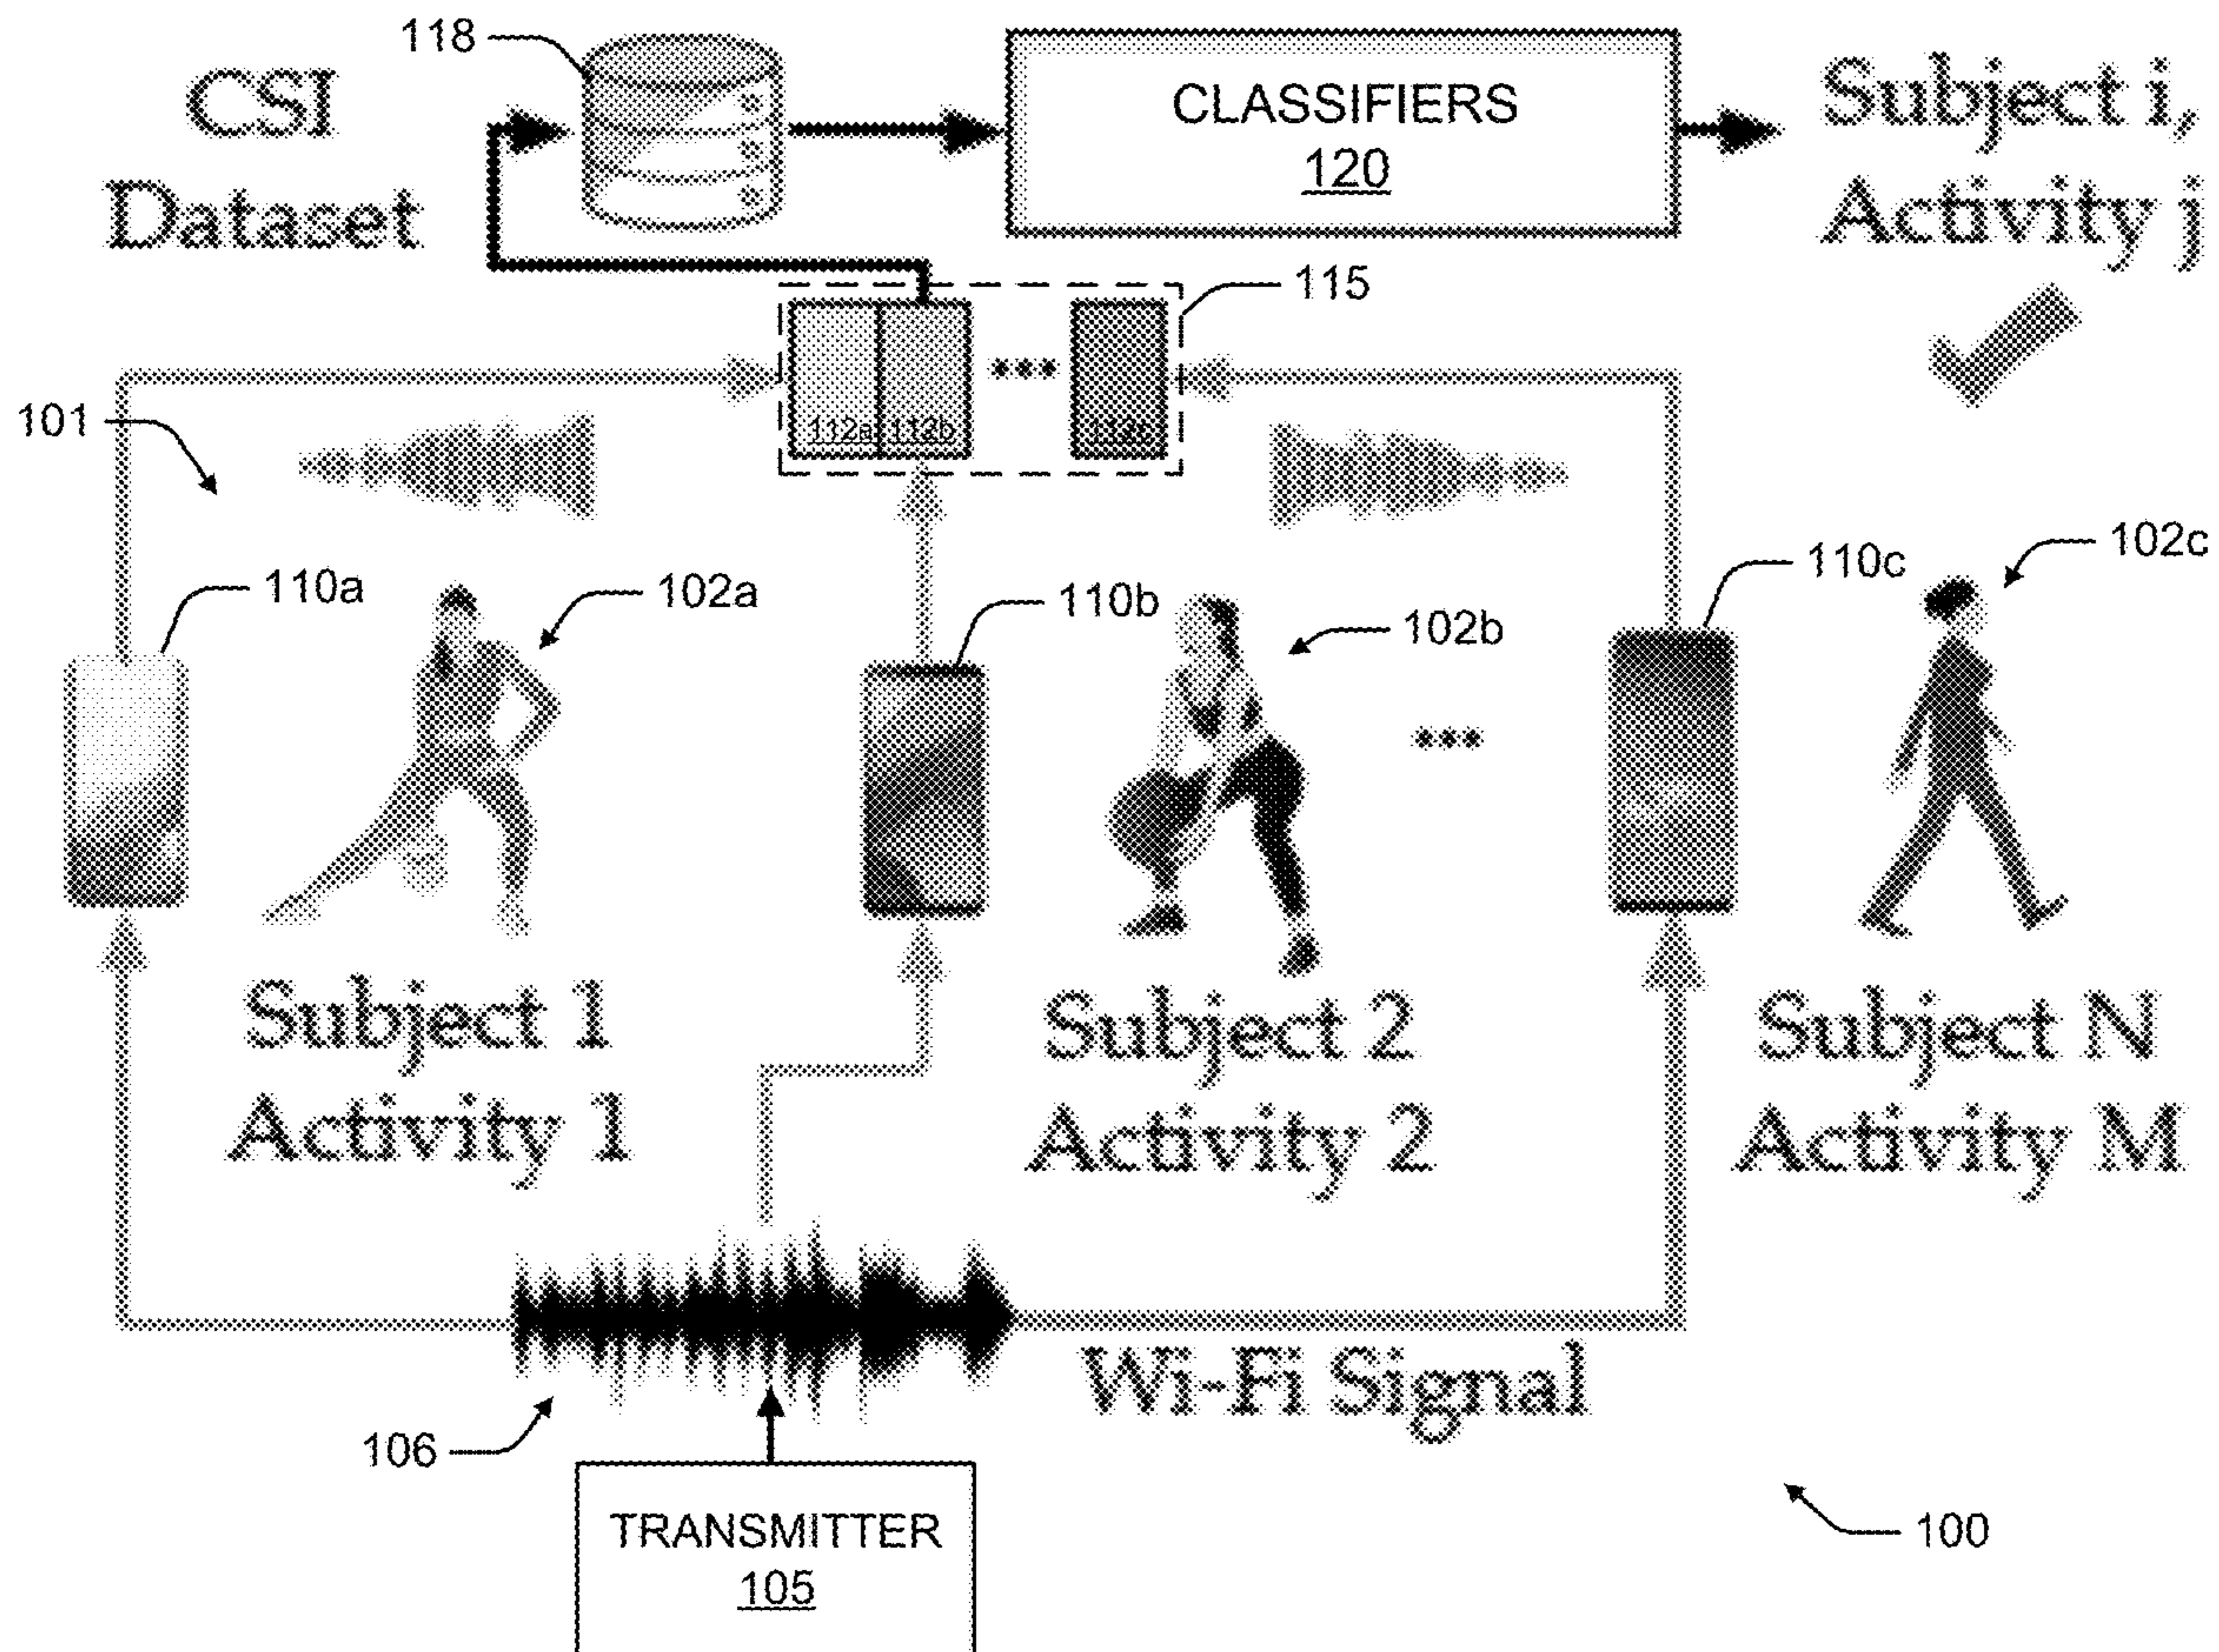 118
CSI
Dataset
CLASSIFIERS
120
Subject i,
Activity j
115
112a
112b
112c
101
110a
102a
110b
102b
110c
102c
Subject 1
Activity 1
Subject 2
Activity 2
Subject N
Activity M
...
...
Wi-Fi Signal
106
TRANSMITTER
105
100